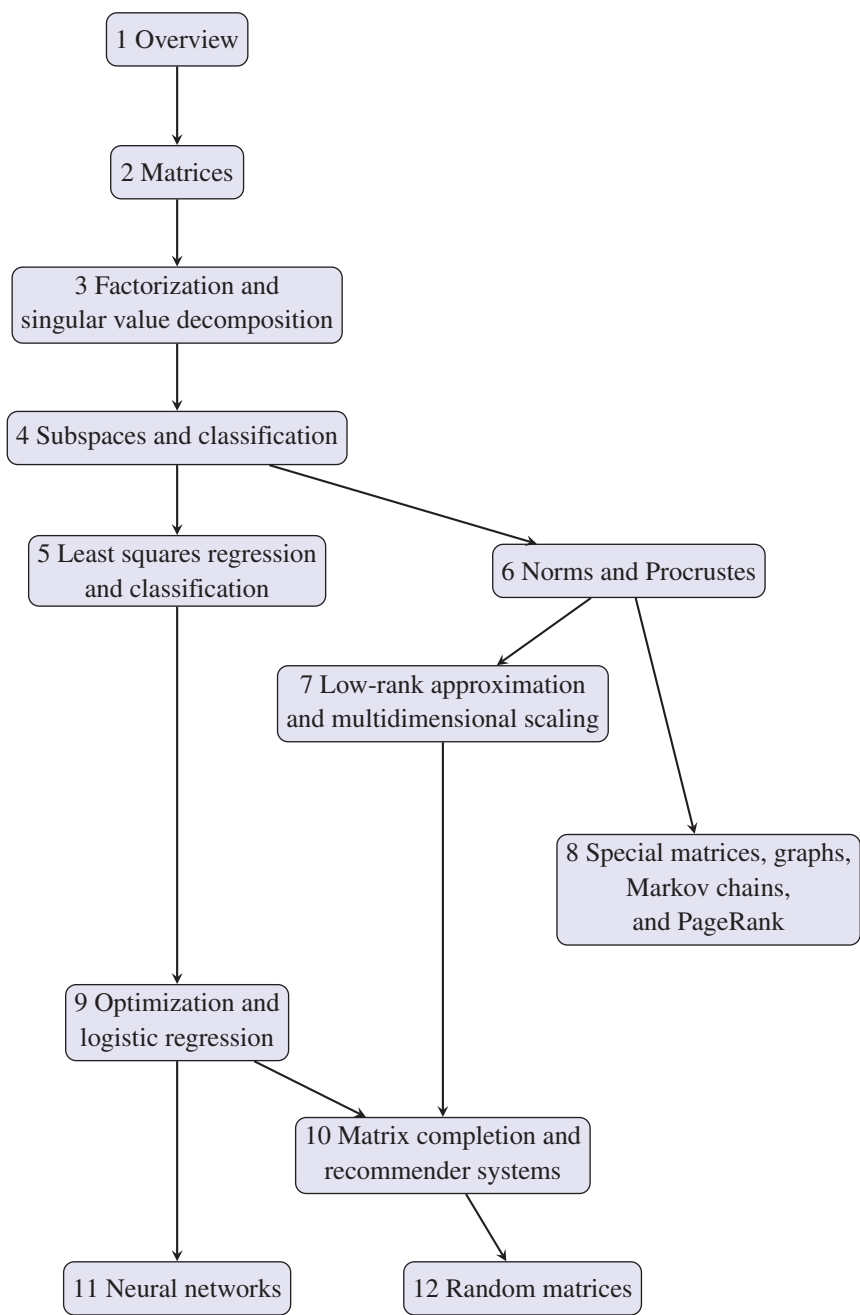 1 Overview
2 Matrices
3 Factorization and
singular value decomposition
4 Subspaces and classification
5 Least squares regression
and classification
6 Norms and Procrustes
7 Low-rank approximation
and multidimensional scaling
8 Special matrices, graphs,
Markov chains,
and PageRank
9 Optimization and
logistic regression
10 Matrix completion and
recommender systems
11 Neural networks
12 Random matrices